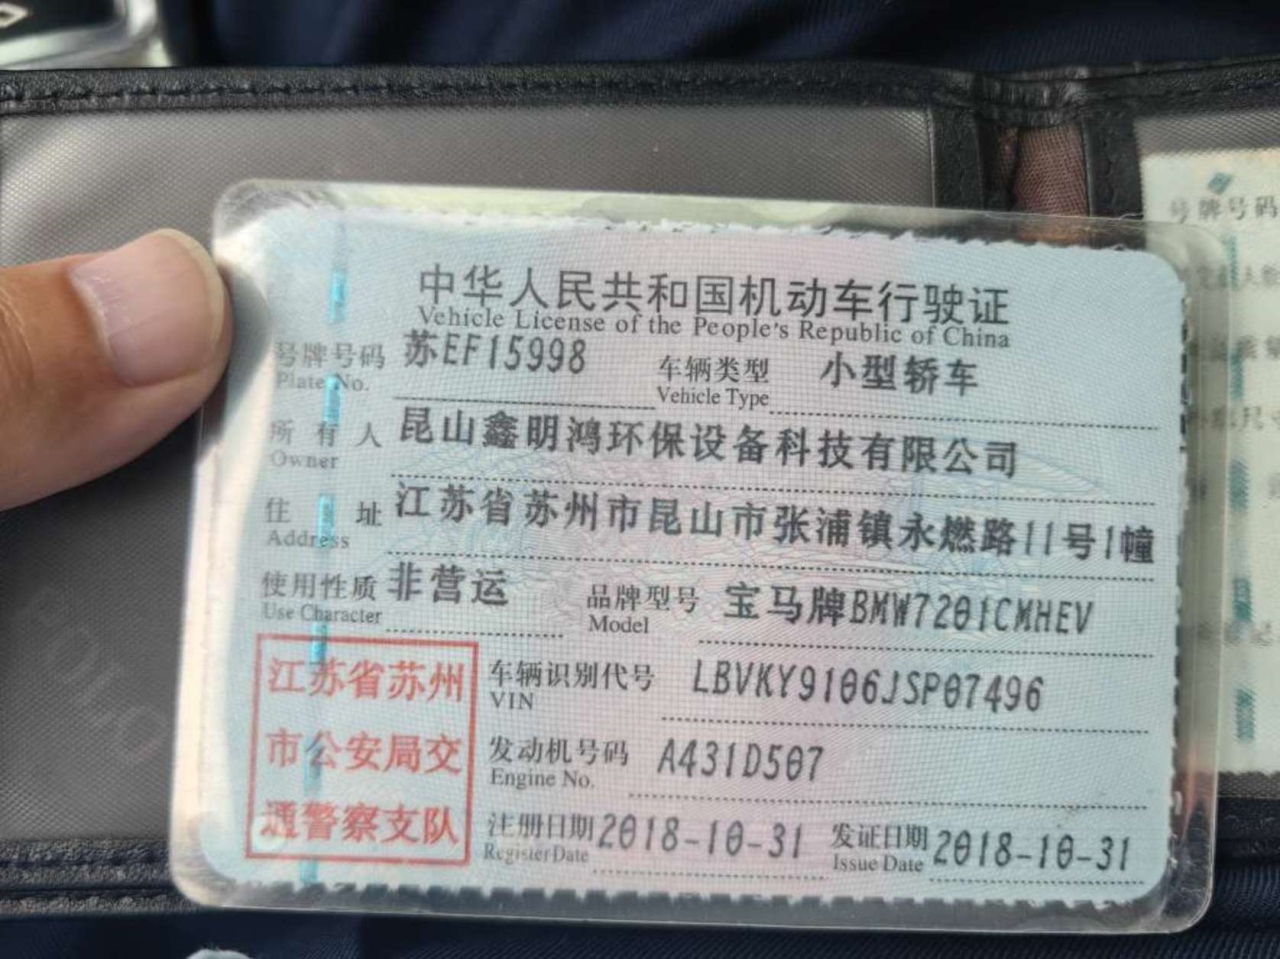 中华人民共和国机动车行驶证
Vehicle License of the People's Republic of China
号牌号码 苏EF15998 车辆类型 小型轿车
Plate No. Vehicle Type
所有人 昆山鑫明鸿环保设备科技有限公司
Owner
住址 江苏省苏州市昆山市张浦镇永燃路11号1幢
Address
使用性质 非营运 品牌型号 宝马牌BMW7201CMHEV
Use Character Model
江苏省苏州
市公安局交
通警察支队
车辆识别代号 LBVKY9106JSP07496
VIN
发动机号码 A431D507
Engine No.
注册日期 2018-10-31 发证日期 2018-10-31
Register Date Issue Date
号牌号码